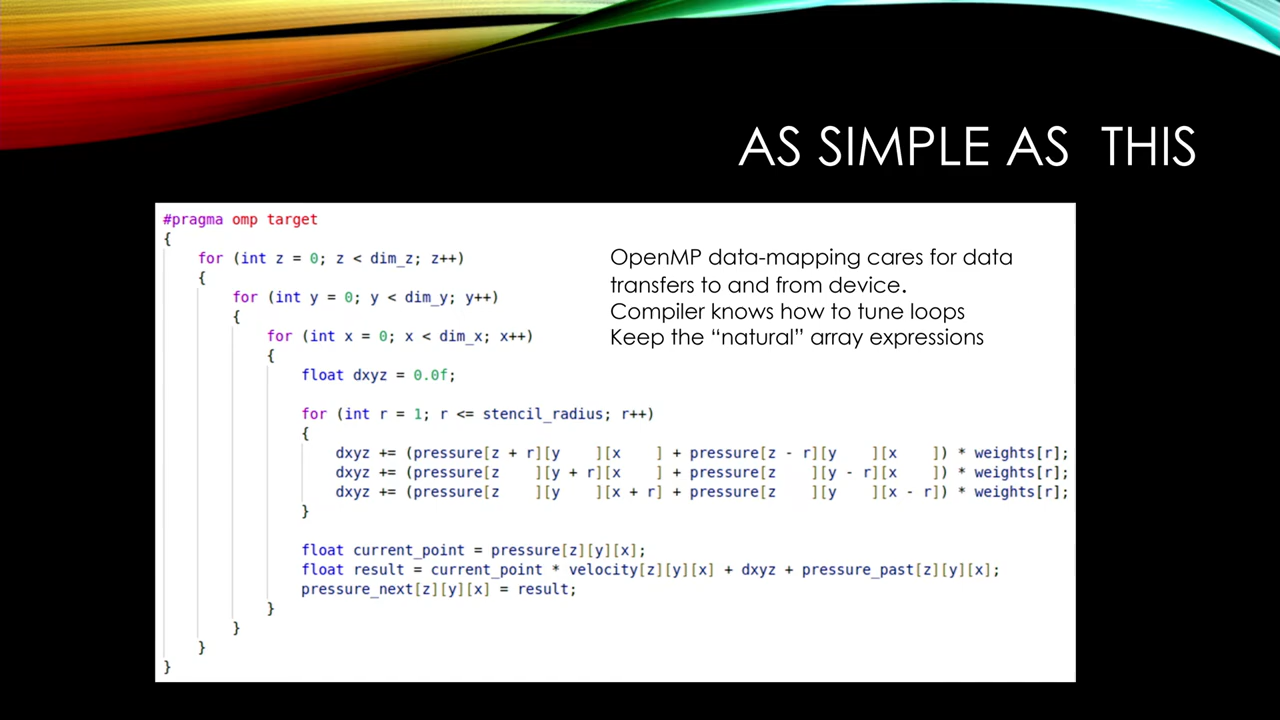 AS SIMPLE AS  THIS
#pragma omp target
{
    for (int z = 0; z < dim_z; z++)
    {
        for (int y = 0; y < dim_y; y++)
        {
            for (int x = 0; x < dim_x; x++)
            {
                float dxyz = 0.0f;
                for (int r = 1; r <= stencil_radius; r++)
                {
                    dxyz += (pressure[z + r][y    ][x    ] + pressure[z - r][y    ][x    ]) * weights[r];
                    dxyz += (pressure[z    ][y + r][x    ] + pressure[z    ][y - r][x    ]) * weights[r];
                    dxyz += (pressure[z    ][y    ][x + r] + pressure[z    ][y    ][x - r]) * weights[r];
                }
                float current_point = pressure[z][y][x];
                float result = current_point * velocity[z][y][x] + dxyz + pressure_past[z][y][x];
                pressure_next[z][y][x] = result;
            }
        }
    }
}
OpenMP data-mapping cares for data
transfers to and from device.
Compiler knows how to tune loops
Keep the “natural” array expressions